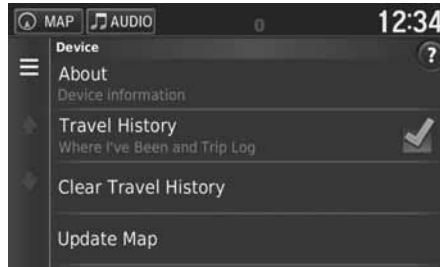 MAP AUDIO 0 12:34
Device
?
About
Device information
Travel History
Where I've Been and Trip Log
Clear Travel History
Update Map